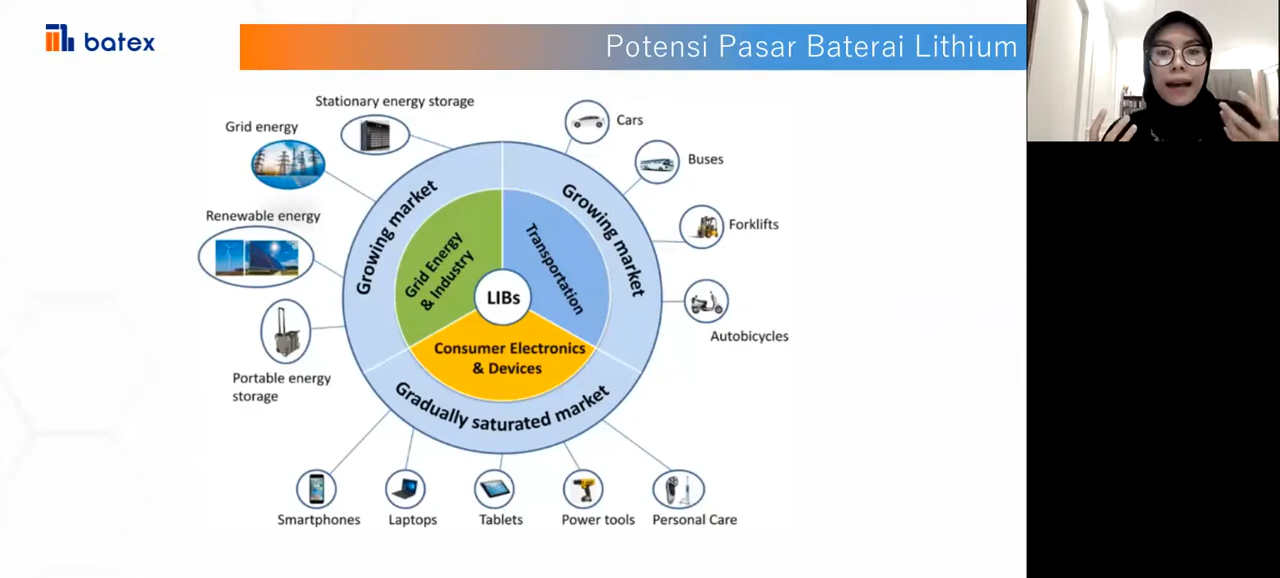 batex
Potensi Pasar Baterai Lithium
Stationary energy storage
Grid energy
Renewable energy
Portable energy
storage
Cars
Buses
Forklifts
Autobicycles
Growing market
Growing market
Gradually saturated market
Grid Energy
& Industry
Transportation
LIBs
Consumer Electronics
& Devices
Smartphones
Laptops
Tablets
Power tools
Personal Care